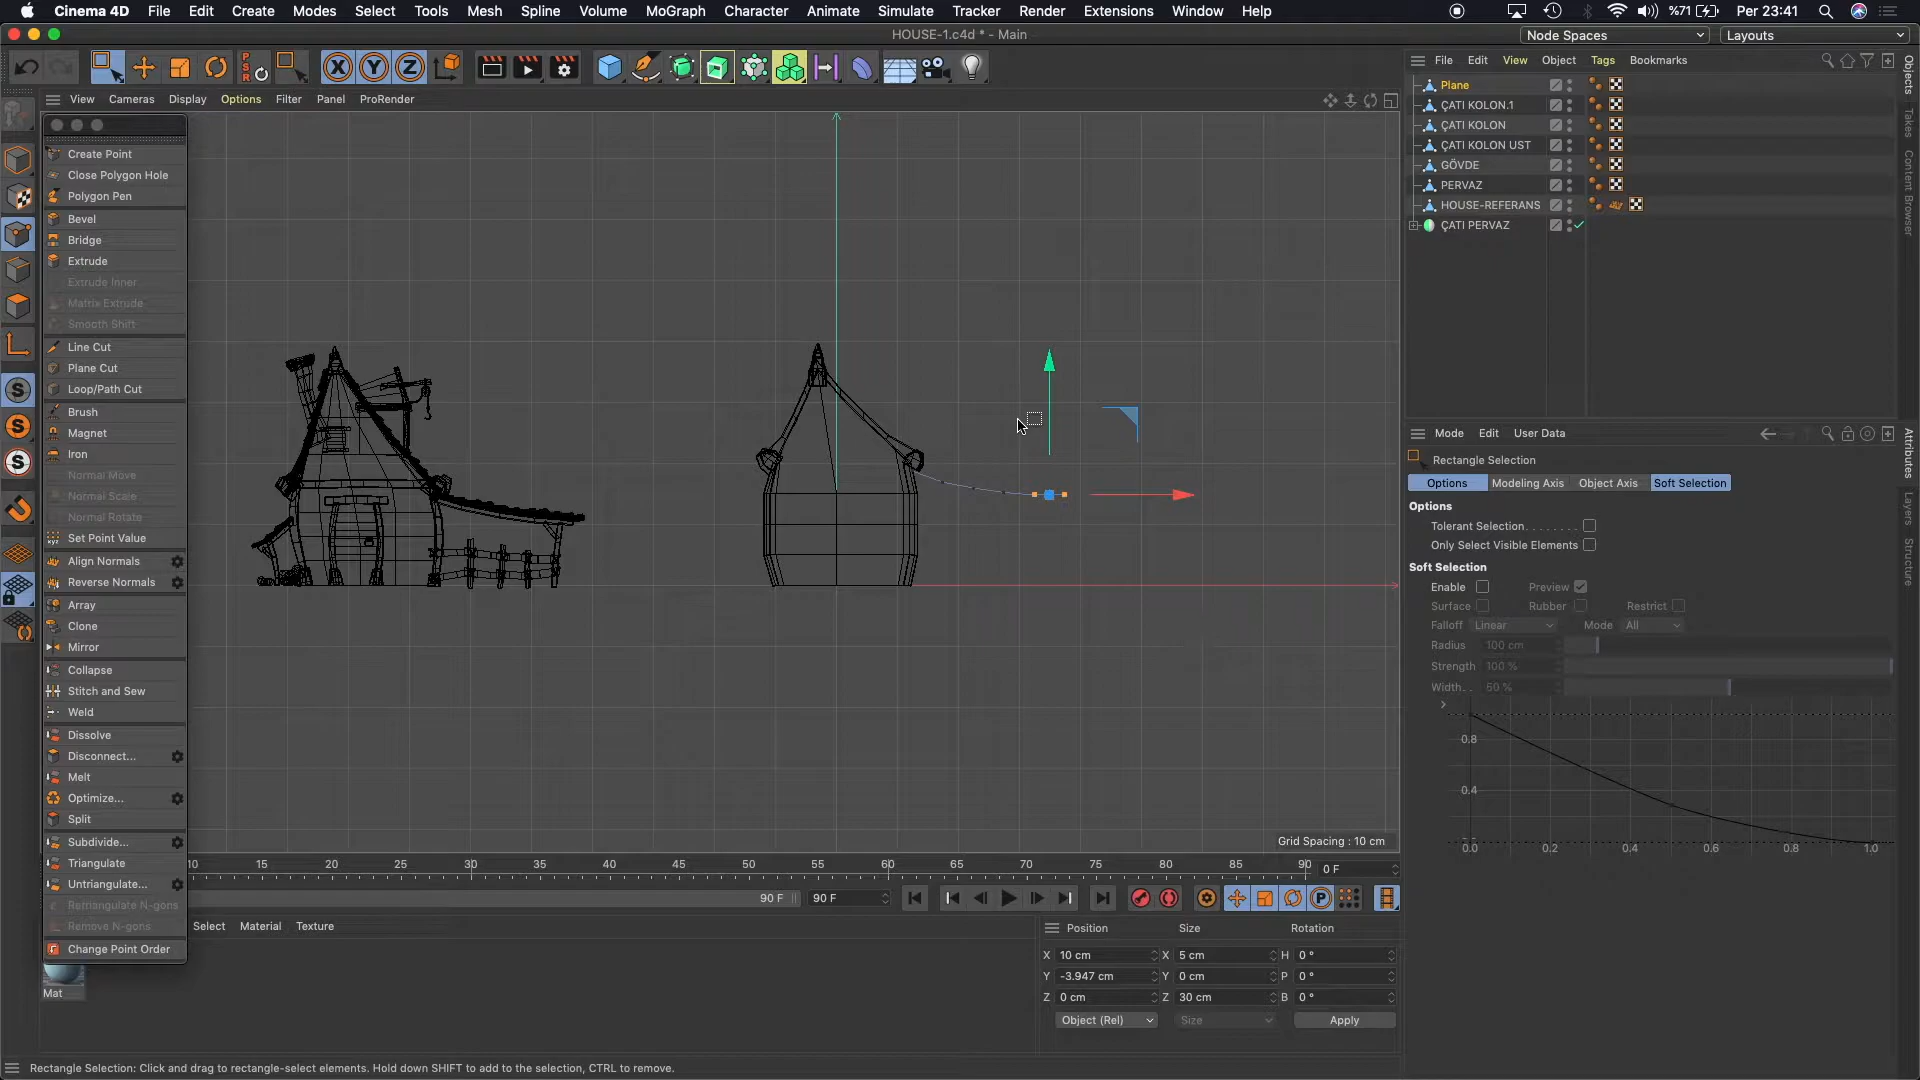 Cinema 4D File Edit Create Modes Select Tools Mesh Spline Volume MoGraph Character Animate Simulate Tracker Render Extensions Window Help %71 Per 23:41
HOUSE-1.c4d * - Main
Node Spaces
Layouts
X Y Z
PSR
View Cameras Display Options Filter Panel ProRender
File Edit View Object Tags Bookmarks
Plane
ÇATI KOLON.1
ÇATI KOLON
ÇATI KOLON UST
GÖVDE
PERVAZ
HOUSE-REFERANS
ÇATI PERVAZ
Objects
Takes
Content Browser
Create Point
Close Polygon Hole
Polygon Pen
Bevel
Bridge
Extrude
Extrude Inner
Matrix Extrude
Smooth Shift
Line Cut
Plane Cut
Loop/Path Cut
Brush
Magnet
Iron
Normal Move
Normal Scale
Normal Rotate
Set Point Value
Align Normals
Reverse Normals
Array
Clone
Mirror
Collapse
Stitch and Sew
Weld
Dissolve
Disconnect...
Melt
Optimize...
Split
Subdivide...
Triangulate
Untriangulate...
Retriangulate N-gons
Remove N-gons
Change Point Order
Mode Edit User Data
Rectangle Selection
Options Modeling Axis Object Axis Soft Selection
Options
Tolerant Selection
Only Select Visible Elements
Soft Selection
Enable Preview
Surface Rubber Restrict
Falloff Linear Mode All
Radius 100 cm
Strength 100 %
Width. . 50 %
0.8
0.4
0.0 0.2 0.4 0.6 0.8 1.0
Attributes
Layers
Structure
Grid Spacing : 10 cm
10 15 20 25 30 35 40 45 50 55 60 65 70 75 80 85 90 0 F
90 F 90 F
P
Select Material Texture
Mat
Position Size Rotation
X 10 cm X 5 cm H 0 °
Y -3.947 cm Y 0 cm P 0 °
Z 0 cm Z 30 cm B 0 °
Object (Rel) Size Apply
Rectangle Selection: Click and drag to rectangle-select elements. Hold down SHIFT to add to the selection, CTRL to remove.